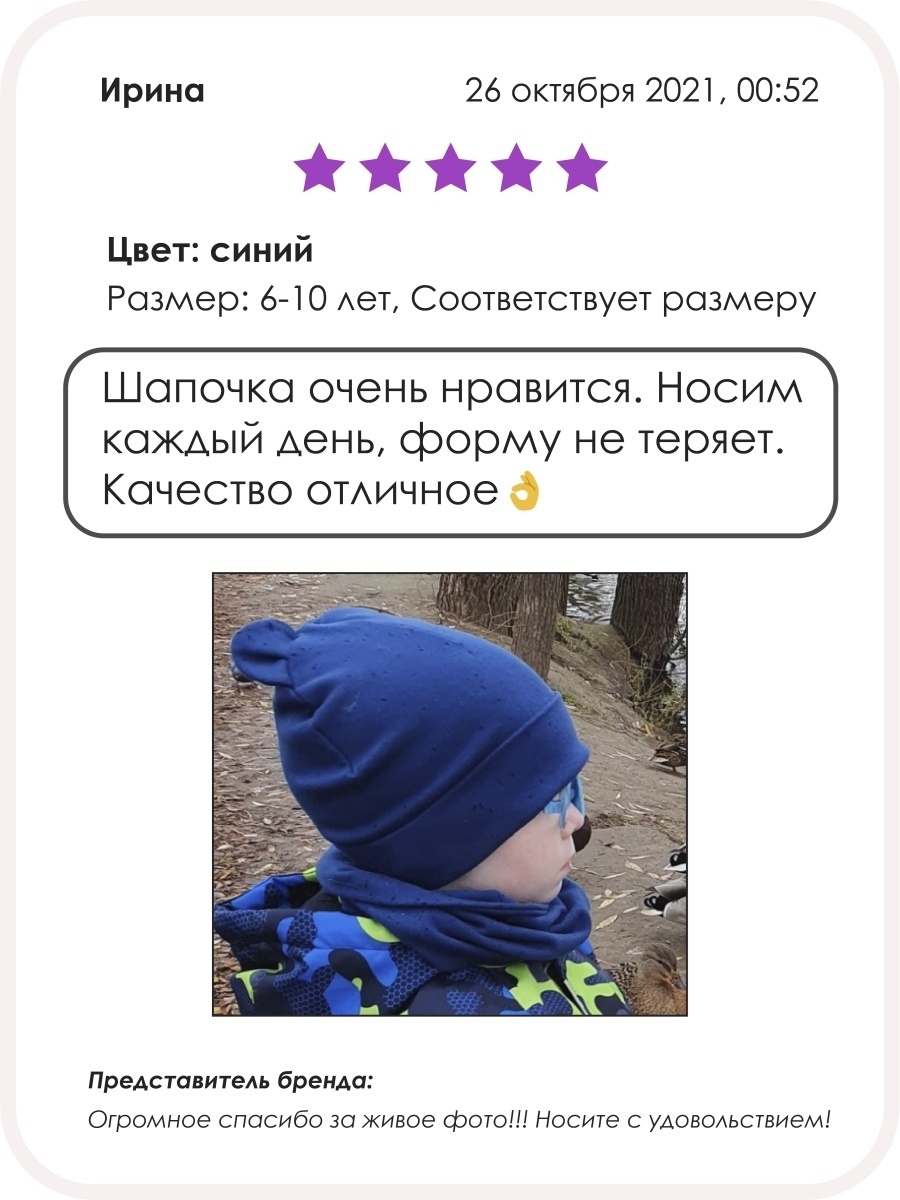 Ирина 26 октября 2021, 00:52
Цвет: синий
Размер: 6-10 лет, Соответствует размеру
Шапочка очень нравится. Носим
каждый день, форму не теряет.
Качество отличное👌
Представитель бренда:
Огромное спасибо за живое фото!!! Носите с удовольствием!